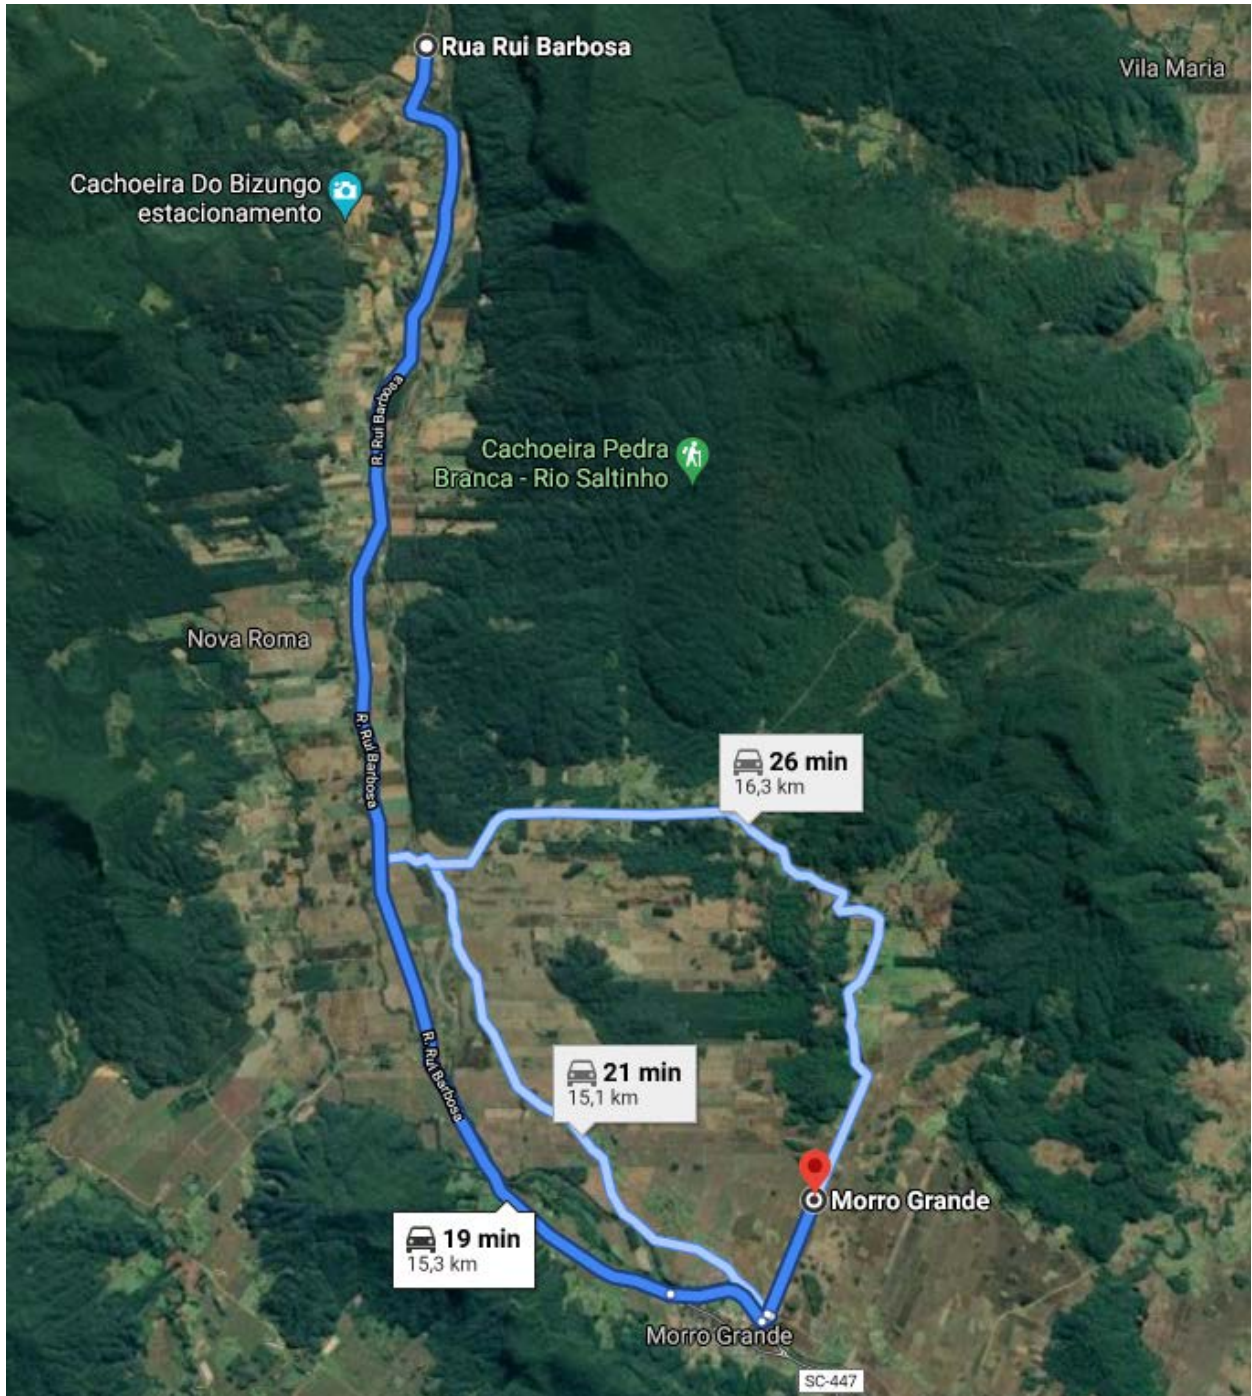 Rua Rui Barbosa
Vila Maria
Cachoeira Do Bizungo
estacionamento
R. Rui Barbosa
Cachoeira Pedra
Branca - Rio Saltinho
Nova Roma
R. Rui Barbosa
26 min
16,3 km
R. Rui Barbosa
21 min
15,1 km
Morro Grande
19 min
15,3 km
Morro Grande
SC-447